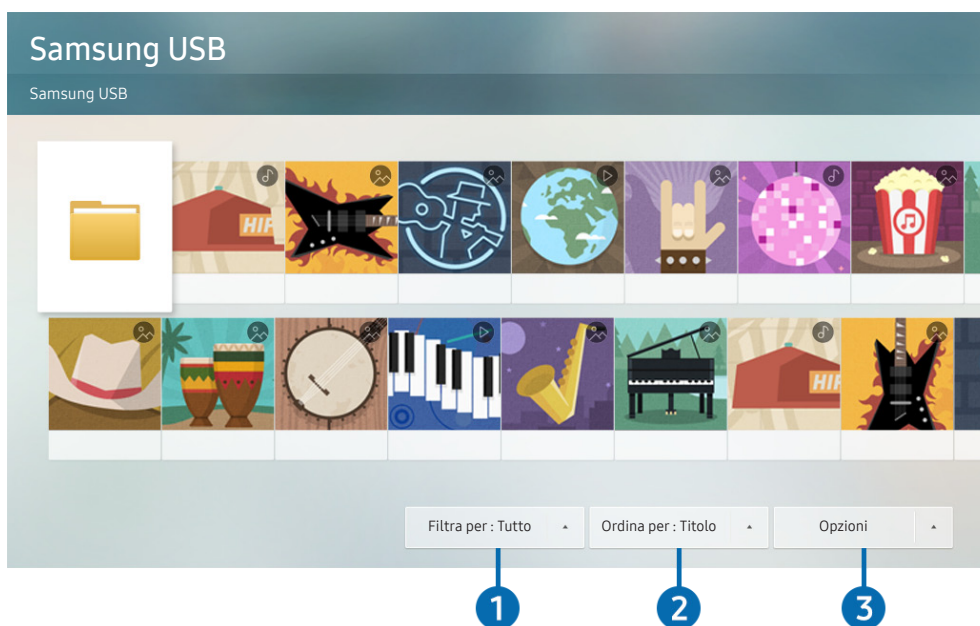 Samsung USB
Samsung USB
HIP
HIP
Filtra per : Tutto
Ordina per : Titolo
Opzioni
1
2
3